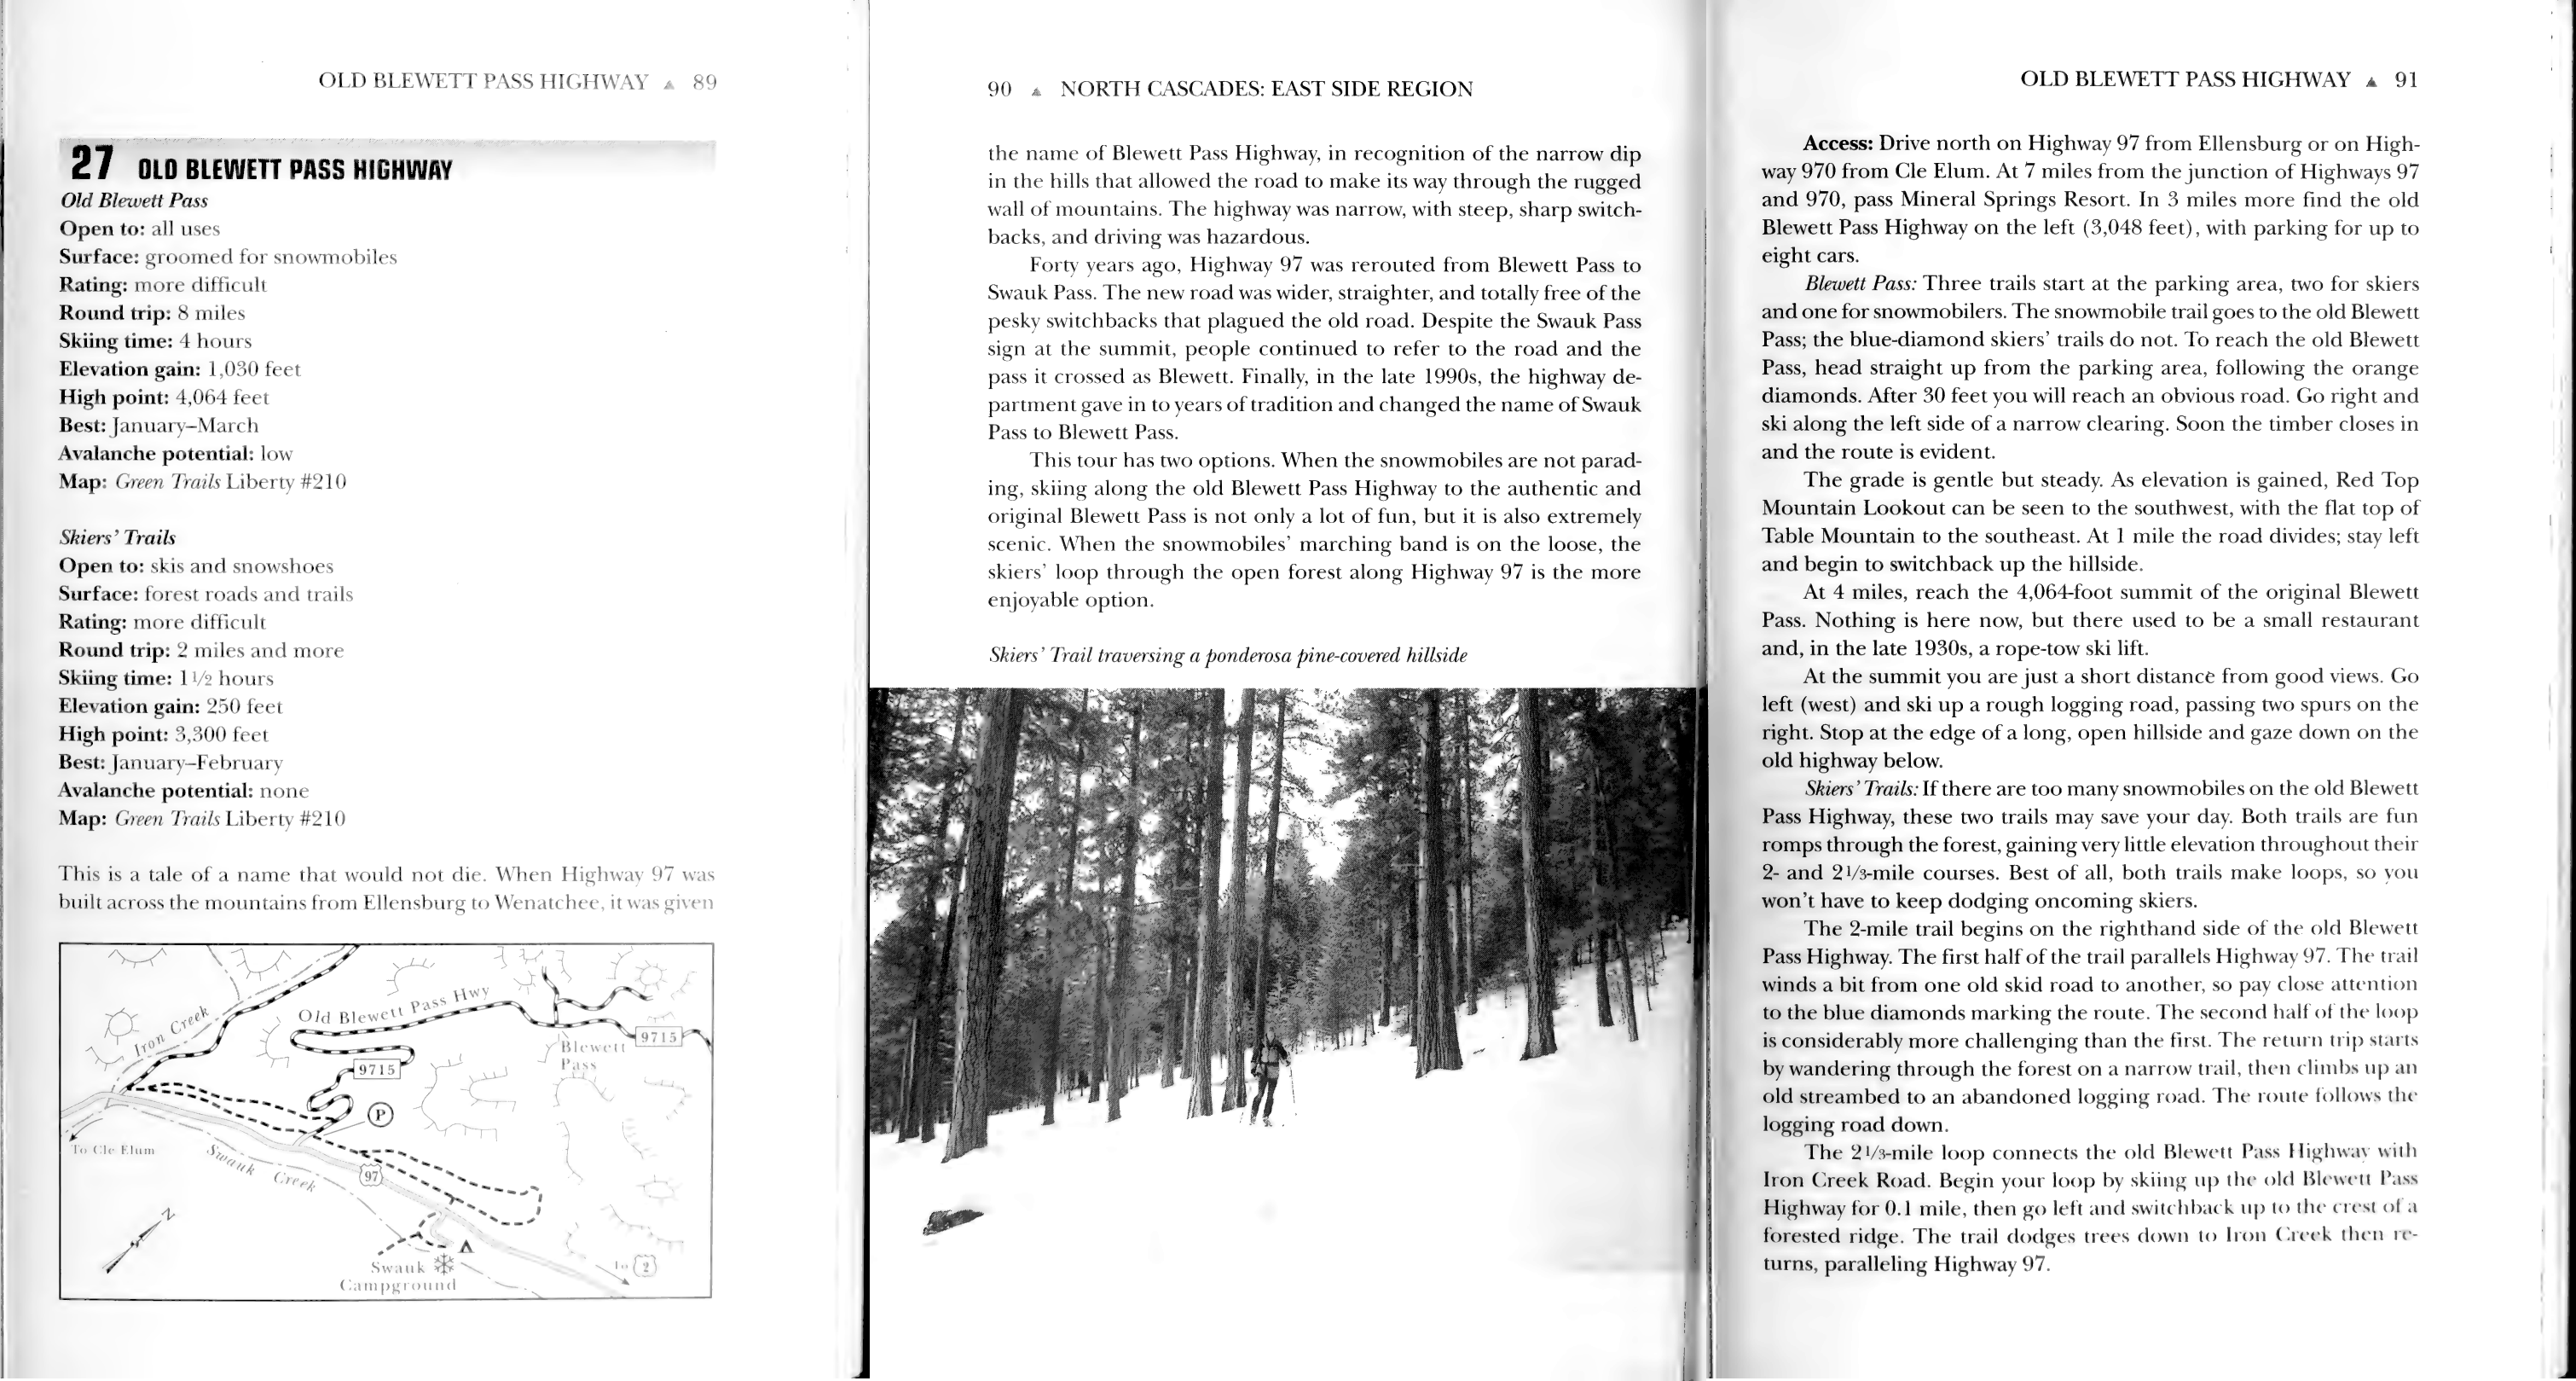 OLD BLEWETT PASS HIGHWAY ▲ 89
27 OLD BLEWETT PASS HIGHWAY
Old Blewett Pass
Open to: all uses
Surface: groomed for snowmobiles
Rating: more difficult
Round trip: 8 miles
Skiing time: 4 hours
Elevation gain: 1,030 feet
High point: 4,064 feet
Best: January–March
Avalanche potential: low
Map: Green Trails Liberty #210
Skiers' Trails
Open to: skis and snowshoes
Surface: forest roads and trails
Rating: more difficult
Round trip: 2 miles and more
Skiing time: 1 1/2 hours
Elevation gain: 250 feet
High point: 3,300 feet
Best: January–February
Avalanche potential: none
Map: Green Trails Liberty #210
This is a tale of a name that would not die. When Highway 97 was
built across the mountains from Ellensburg to Wenatchee, it was given
Iron Creek
Old Blewett Pass Hwy
9715
Blewett
Pass
9715
P
To Cle Elum
Swauk Creek
97
N
Swauk
Campground
To 2
90 ▲ NORTH CASCADES: EAST SIDE REGION
the name of Blewett Pass Highway, in recognition of the narrow dip
in the hills that allowed the road to make its way through the rugged
wall of mountains. The highway was narrow, with steep, sharp switch-
backs, and driving was hazardous.
Forty years ago, Highway 97 was rerouted from Blewett Pass to
Swauk Pass. The new road was wider, straighter, and totally free of the
pesky switchbacks that plagued the old road. Despite the Swauk Pass
sign at the summit, people continued to refer to the road and the
pass it crossed as Blewett. Finally, in the late 1990s, the highway de-
partment gave in to years of tradition and changed the name of Swauk
Pass to Blewett Pass.
This tour has two options. When the snowmobiles are not parad-
ing, skiing along the old Blewett Pass Highway to the authentic and
original Blewett Pass is not only a lot of fun, but it is also extremely
scenic. When the snowmobiles' marching band is on the loose, the
skiers' loop through the open forest along Highway 97 is the more
enjoyable option.
Skiers' Trail traversing a ponderosa pine-covered hillside
OLD BLEWETT PASS HIGHWAY ▲ 91
Access: Drive north on Highway 97 from Ellensburg or on High-
way 970 from Cle Elum. At 7 miles from the junction of Highways 97
and 970, pass Mineral Springs Resort. In 3 miles more find the old
Blewett Pass Highway on the left (3,048 feet), with parking for up to
eight cars.
Blewett Pass: Three trails start at the parking area, two for skiers
and one for snowmobilers. The snowmobile trail goes to the old Blewett
Pass; the blue-diamond skiers' trails do not. To reach the old Blewett
Pass, head straight up from the parking area, following the orange
diamonds. After 30 feet you will reach an obvious road. Go right and
ski along the left side of a narrow clearing. Soon the timber closes in
and the route is evident.
The grade is gentle but steady. As elevation is gained, Red Top
Mountain Lookout can be seen to the southwest, with the flat top of
Table Mountain to the southeast. At 1 mile the road divides; stay left
and begin to switchback up the hillside.
At 4 miles, reach the 4,064-foot summit of the original Blewett
Pass. Nothing is here now, but there used to be a small restaurant
and, in the late 1930s, a rope-tow ski lift.
At the summit you are just a short distance from good views. Go
left (west) and ski up a rough logging road, passing two spurs on the
right. Stop at the edge of a long, open hillside and gaze down on the
old highway below.
Skiers' Trails: If there are too many snowmobiles on the old Blewett
Pass Highway, these two trails may save your day. Both trails are fun
romps through the forest, gaining very little elevation throughout their
2- and 2 1/3-mile courses. Best of all, both trails make loops, so you
won't have to keep dodging oncoming skiers.
The 2-mile trail begins on the righthand side of the old Blewett
Pass Highway. The first half of the trail parallels Highway 97. The trail
winds a bit from one old skid road to another, so pay close attention
to the blue diamonds marking the route. The second half of the loop
is considerably more challenging than the first. The return trip starts
by wandering through the forest on a narrow trail, then climbs up an
old streambed to an abandoned logging road. The route follows the
logging road down.
The 2 1/3-mile loop connects the old Blewett Pass Highway with
Iron Creek Road. Begin your loop by skiing up the old Blewett Pass
Highway for 0.1 mile, then go left and switchback up to the crest of a
forested ridge. The trail dodges trees down to Iron Creek then re-
turns, paralleling Highway 97.